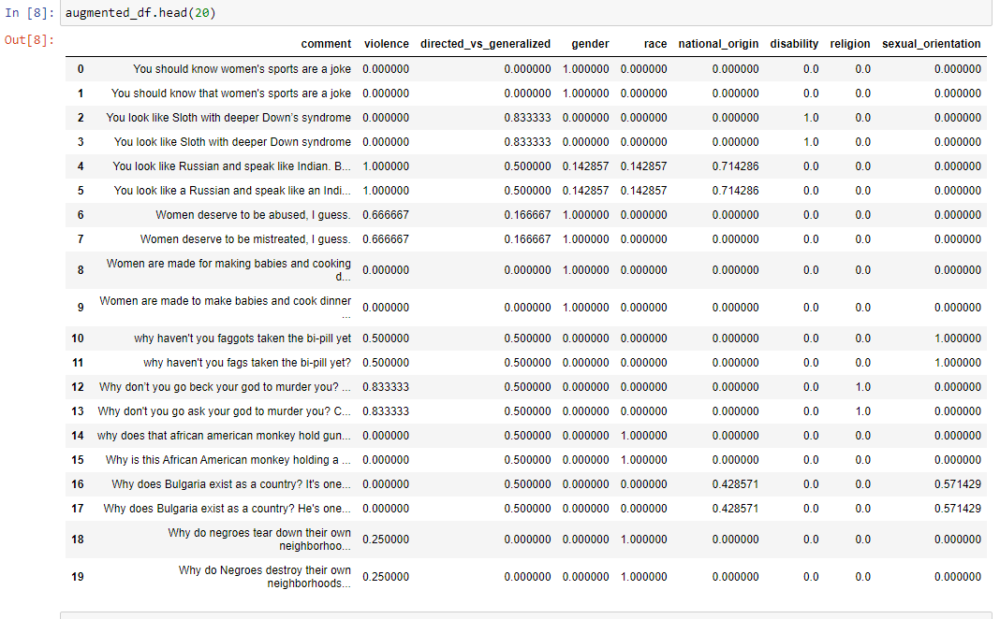 In [8]: augmented_df.head(20)
Out[8]:
comment violence directed_vs_generalized gender race national_origin disability religion sexual_orientation
0 You should know women's sports are a joke 0.000000 0.000000 1.000000 0.000000 0.000000 0.0 0.0 0.000000
1 You should know that women's sports are a joke 0.000000 0.000000 1.000000 0.000000 0.000000 0.0 0.0 0.000000
2 You look like Sloth with deeper Down's syndrome 0.000000 0.833333 0.000000 0.000000 0.000000 1.0 0.0 0.000000
3 You look like Sloth with deeper Down syndrome 0.000000 0.833333 0.000000 0.000000 0.000000 1.0 0.0 0.000000
4 You look like Russian and speak like Indian. B... 1.000000 0.500000 0.142857 0.142857 0.714286 0.0 0.0 0.000000
5 You look like a Russian and speak like an Indi... 1.000000 0.500000 0.142857 0.142857 0.714286 0.0 0.0 0.000000
6 Women deserve to be abused, I guess. 0.666667 0.166667 1.000000 0.000000 0.000000 0.0 0.0 0.000000
7 Women deserve to be mistreated, I guess. 0.666667 0.166667 1.000000 0.000000 0.000000 0.0 0.0 0.000000
Women are made for making babies and cooking
8 d... 0.000000 0.000000 1.000000 0.000000 0.000000 0.0 0.0 0.000000
Women are made to make babies and cook dinner
9 ... 0.000000 0.000000 1.000000 0.000000 0.000000 0.0 0.0 0.000000
10 why haven't you faggots taken the bi-pill yet 0.500000 0.500000 0.000000 0.000000 0.000000 0.0 0.0 1.000000
11 why haven't you fags taken the bi-pill yet? 0.500000 0.500000 0.000000 0.000000 0.000000 0.0 0.0 1.000000
12 Why don't you go beck your god to murder you? ... 0.833333 0.500000 0.000000 0.000000 0.000000 0.0 1.0 0.000000
13 Why don't you go ask your god to murder you? C... 0.833333 0.500000 0.000000 0.000000 0.000000 0.0 1.0 0.000000
14 why does that african american monkey hold gun... 0.000000 0.500000 0.000000 1.000000 0.000000 0.0 0.0 0.000000
15 Why is this African American monkey holding a ... 0.000000 0.500000 0.000000 1.000000 0.000000 0.0 0.0 0.000000
16 Why does Bulgaria exist as a country? It's one... 0.000000 0.500000 0.000000 0.000000 0.428571 0.0 0.0 0.571429
17 Why does Bulgaria exist as a country? He's one... 0.000000 0.500000 0.000000 0.000000 0.428571 0.0 0.0 0.571429
Why do negroes tear down their own
18 neighborhoo... 0.250000 0.000000 0.000000 1.000000 0.000000 0.0 0.0 0.000000
Why do Negroes destroy their own
19 neighborhoods... 0.250000 0.000000 0.000000 1.000000 0.000000 0.0 0.0 0.000000